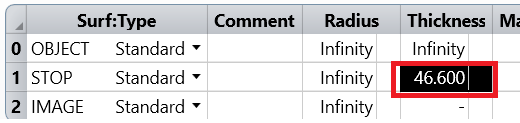 Surf:Type Comment Radius Thickness Ma
0 OBJECT Standard Infinity Infinity
1 STOP Standard Infinity 46.600
2 IMAGE Standard Infinity -